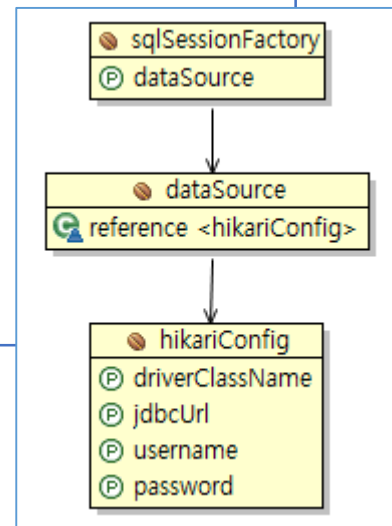 sqlSessionFactory
P dataSource
dataSource
C reference <hikariConfig>
hikariConfig
P driverClassName
P jdbcUrl
P username
P password